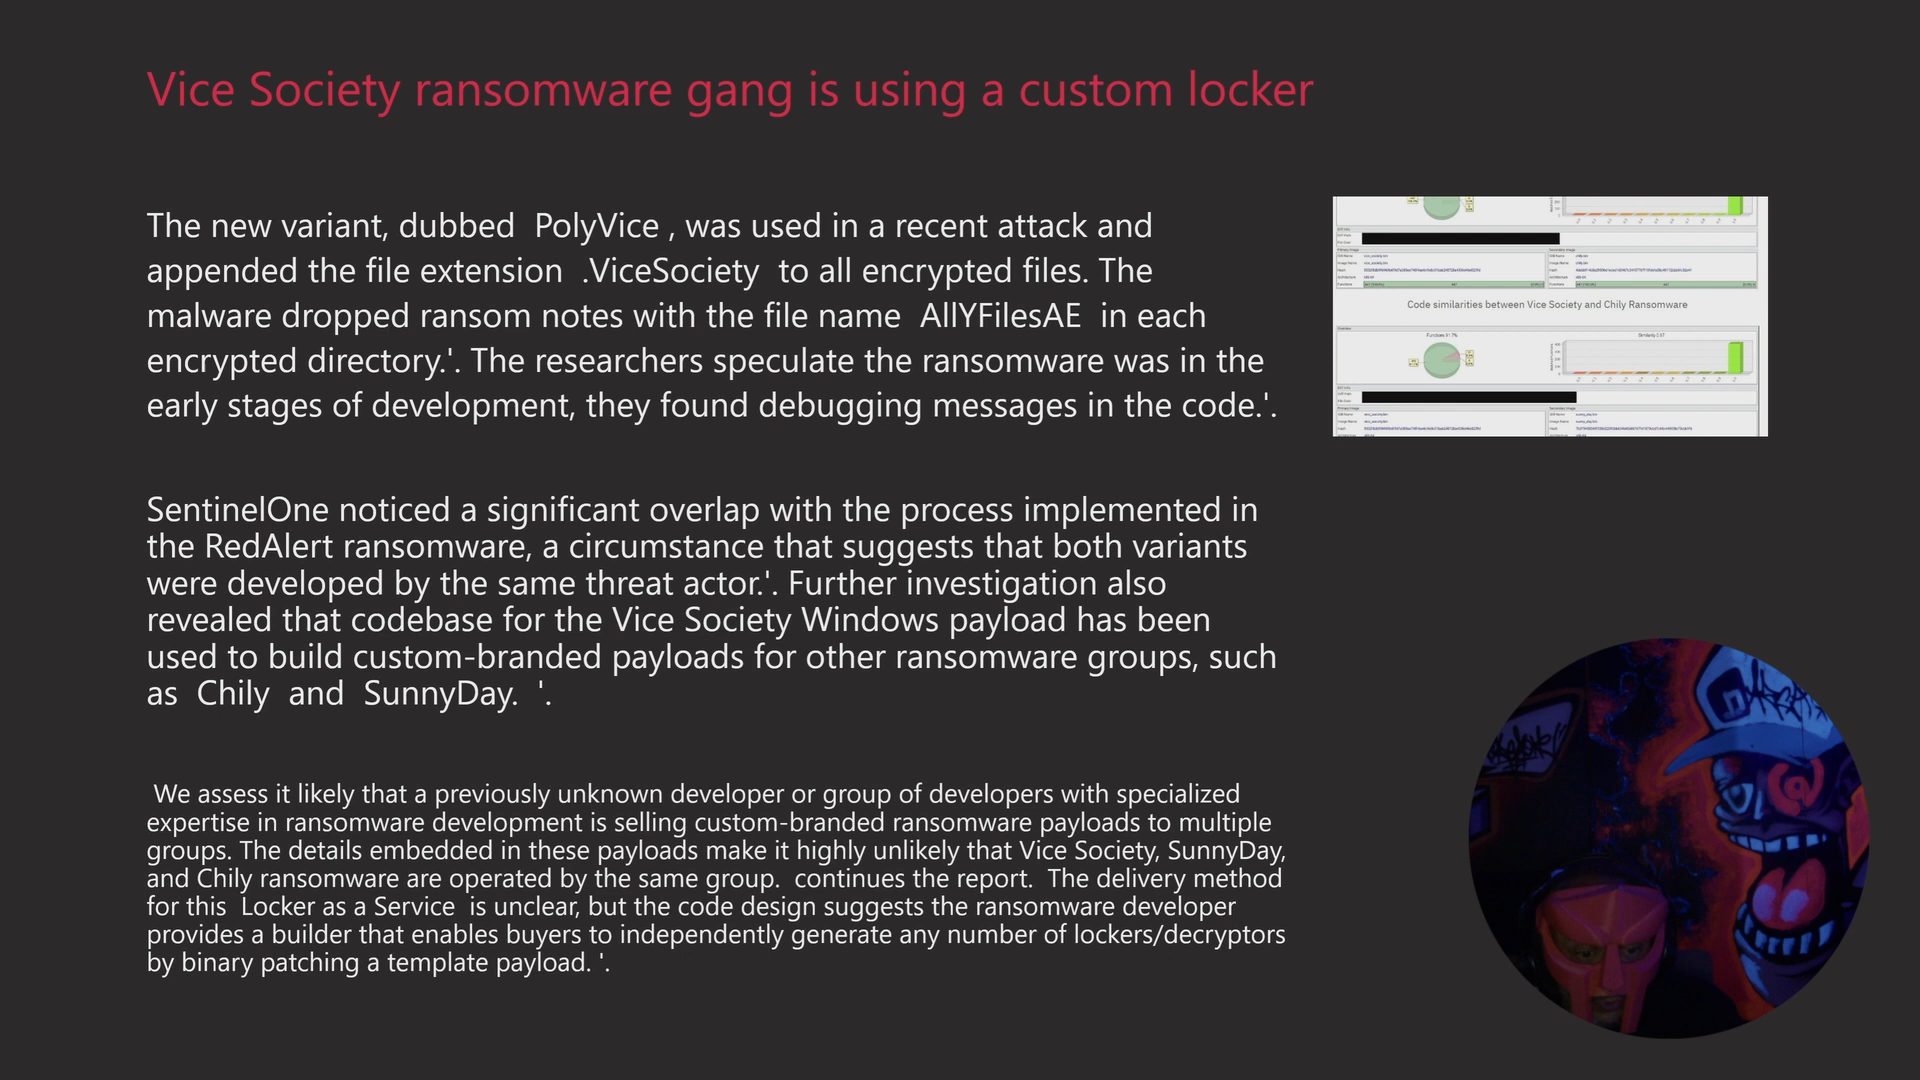 Vice Society ransomware gang is using a custom locker
The new variant, dubbed  PolyVice , was used in a recent attack and
appended the file extension  .ViceSociety  to all encrypted files. The
malware dropped ransom notes with the file name  AllYFilesAE  in each
encrypted directory.'. The researchers speculate the ransomware was in the
early stages of development, they found debugging messages in the code.'.
SentinelOne noticed a significant overlap with the process implemented in
the RedAlert ransomware, a circumstance that suggests that both variants
were developed by the same threat actor.'. Further investigation also
revealed that codebase for the Vice Society Windows payload has been
used to build custom-branded payloads for other ransomware groups, such
as  Chily  and  SunnyDay.  '.
We assess it likely that a previously unknown developer or group of developers with specialized
expertise in ransomware development is selling custom-branded ransomware payloads to multiple
groups. The details embedded in these payloads make it highly unlikely that Vice Society, SunnyDay,
and Chily ransomware are operated by the same group.  continues the report.  The delivery method
for this  Locker as a Service  is unclear, but the code design suggests the ransomware developer
provides a builder that enables buyers to independently generate any number of lockers/decryptors
by binary patching a template payload. '.
Code similarities between Vice Society and Chily Ransomware